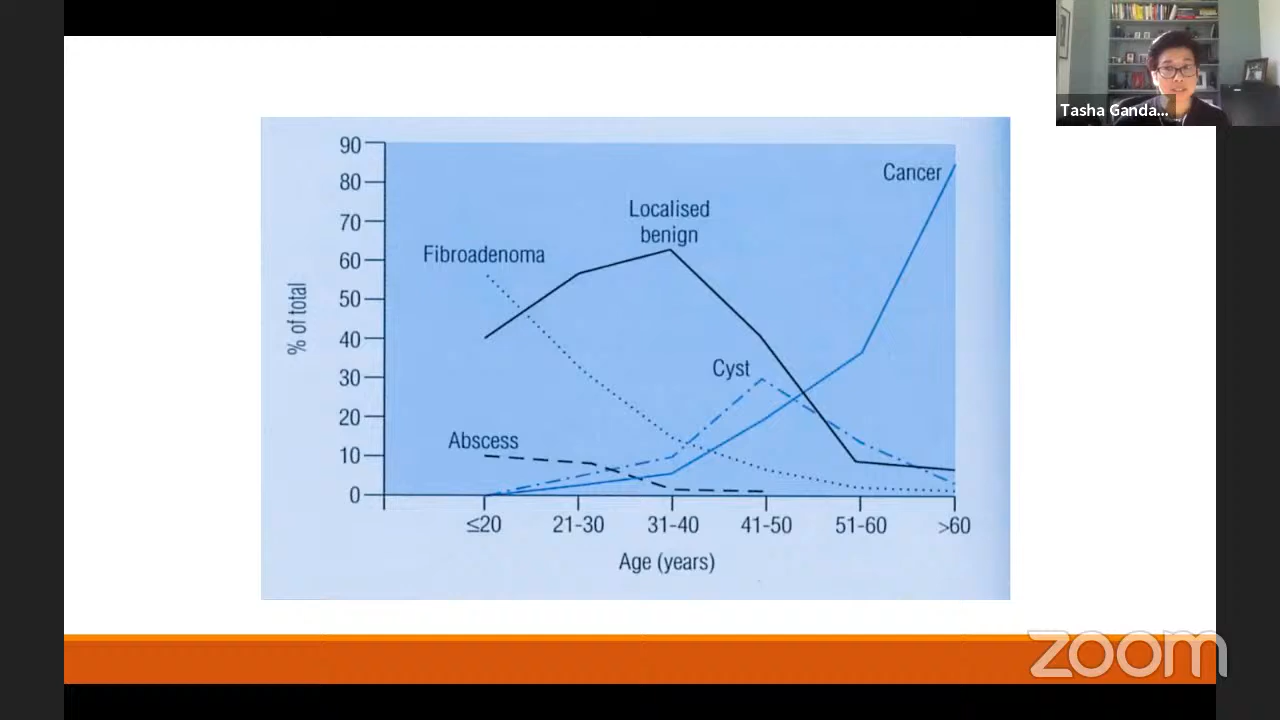 Tasha Ganda...
90
80
70
60
50
40
30
20
10
0
% of total
Fibroadenoma
Localised
benign
Cancer
Cyst
Abscess
≤20
21-30
31-40
41-50
51-60
>60
Age (years)
zoom